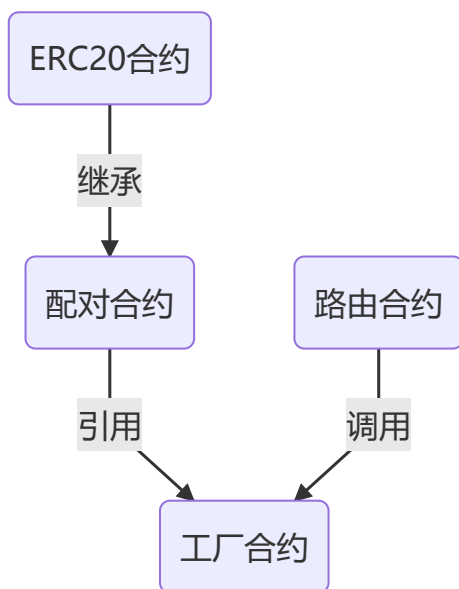 ERC20合约
继承
配对合约
路由合约
引用
调用
工厂合约